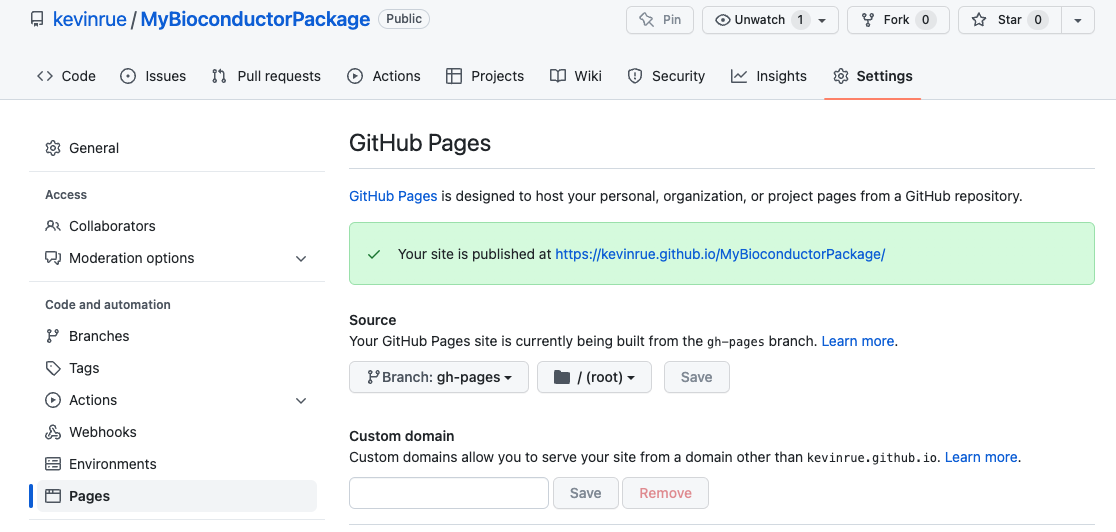 kevinrue / MyBioconductorPackage Public Pin Unwatch 1 Fork 0 Star 0
Code Issues Pull requests Actions Projects Wiki Security Insights Settings
General
Access
Collaborators
Moderation options
Code and automation
Branches
Tags
Actions
Webhooks
Environments
Pages
GitHub Pages
GitHub Pages is designed to host your personal, organization, or project pages from a GitHub repository.
Your site is published at https://kevinrue.github.io/MyBioconductorPackage/
Source
Your GitHub Pages site is currently being built from the gh-pages branch. Learn more.
Branch: gh-pages / (root) Save
Custom domain
Custom domains allow you to serve your site from a domain other than kevinrue.github.io. Learn more.
Save Remove